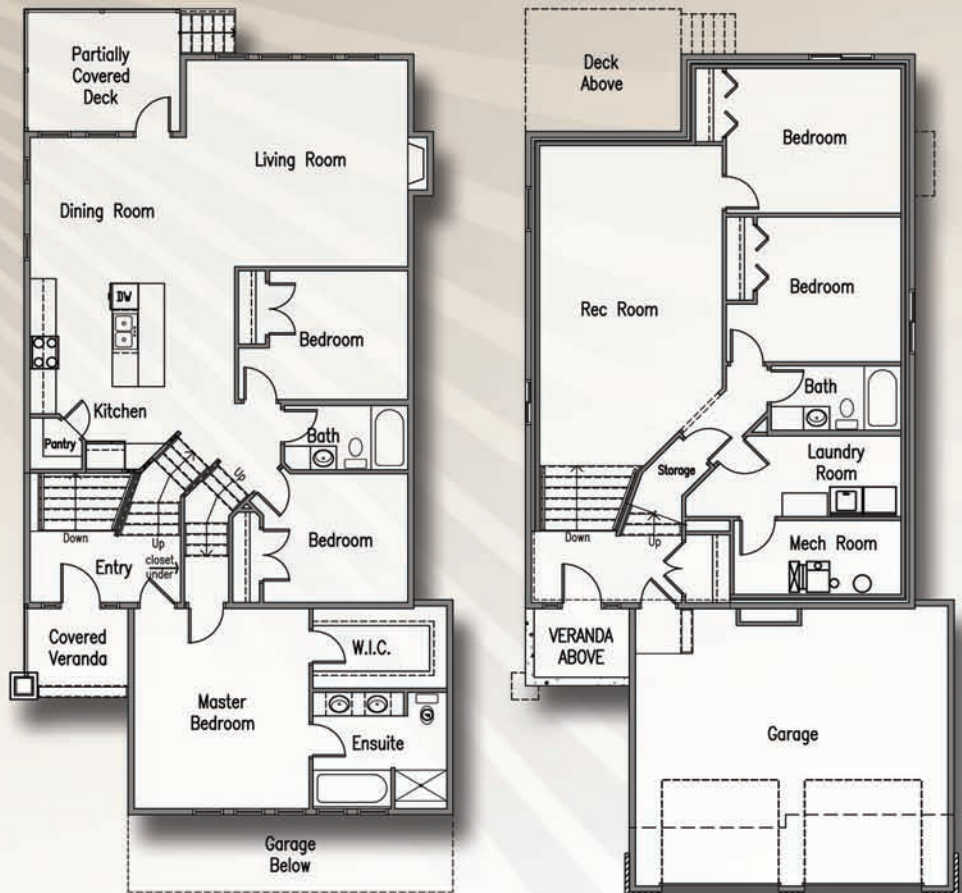 Partially
Covered
Deck
Living Room
Dining Room
DW
Bedroom
Kitchen
Pantry
Bath
Up
Bedroom
Down
Up
Entry
closet
under
Covered
Veranda
W.I.C.
Master
Bedroom
Ensuite
Garage
Below
Deck
Above
Bedroom
Bedroom
Rec Room
Bath
Storage
Laundry
Room
Down
Up
Mech Room
VERANDA
ABOVE
Garage